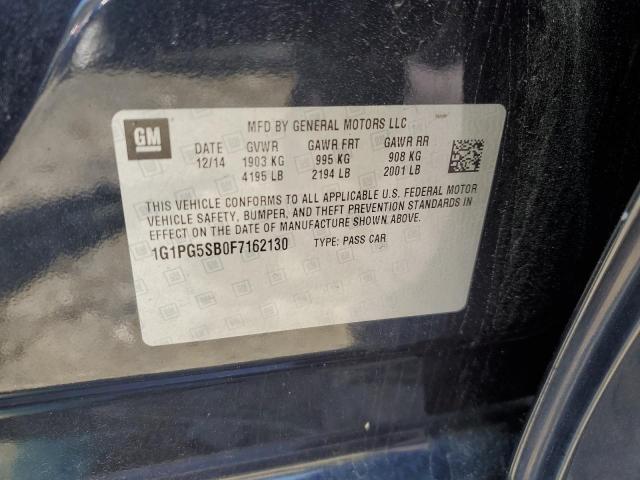 GM
MFD BY GENERAL MOTORS LLC
DATE GVWR GAWR FRT GAWR RR
12/14 1903 KG 995 KG 908 KG
4195 LB 2194 LB 2001 LB
THIS VEHICLE CONFORMS TO ALL APPLICABLE U.S. FEDERAL MOTOR
VEHICLE SAFETY, BUMPER, AND THEFT PREVENTION STANDARDS IN
EFFECT ON THE DATE OF MANUFACTURE SHOWN ABOVE.
1G1PG5SB0F7162130 TYPE: PASS CAR